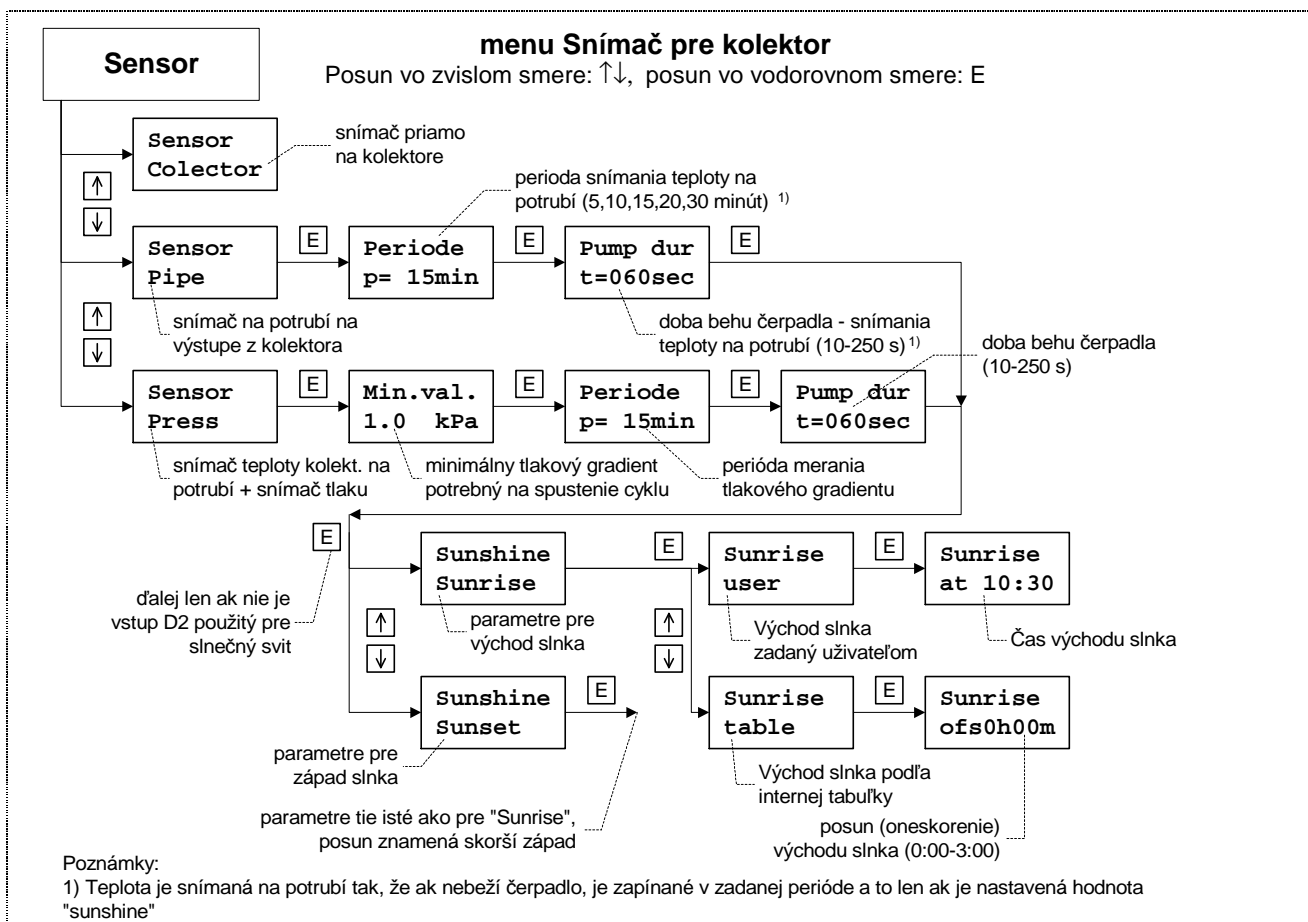 Sensor
menu Snímač pre kolektor
Posun vo zvislom smere: ↑↓, posun vo vodorovnom smere: E
Sensor
Colector
snímač priamo
na kolektore
↑
↓
perioda snímania teploty na
potrubí (5,10,15,20,30 minút) 1)
Sensor
Pipe
E
Periode
p= 15min
E
Pump dur
t=060sec
E
↑
↓
snímač na potrubí na
výstupe z kolektora
doba behu čerpadla - snímania
teploty na potrubí (10-250 s) 1)
doba behu čerpadla
(10-250 s)
Sensor
Press
E
Min.val.
1.0 kPa
E
Periode
p= 15min
E
Pump dur
t=060sec
snímač teploty kolekt. na
potrubí + snímač tlaku
minimálny tlakový gradient
potrebný na spustenie cyklu
perióda merania
tlakového gradientu
E
Sunshine
Sunrise
E
Sunrise
user
E
Sunrise
at 10:30
ďalej len ak nie je
vstup D2 použitý pre
slnečný svit
↑
↓
parametre pre
východ slnka
↑
↓
Východ slnka
zadaný uživateľom
Čas východu slnka
Sunshine
Sunset
E
Sunrise
table
E
Sunrise
ofs0h00m
parametre pre
západ slnka
Východ slnka podľa
internej tabuľky
parametre tie isté ako pre "Sunrise",
posun znamená skorší západ
posun (oneskorenie)
východu slnka (0:00-3:00)
Poznámky:
1) Teplota je snímaná na potrubí tak, že ak nebeží čerpadlo, je zapínané v zadanej perióde a to len ak je nastavená hodnota
"sunshine"